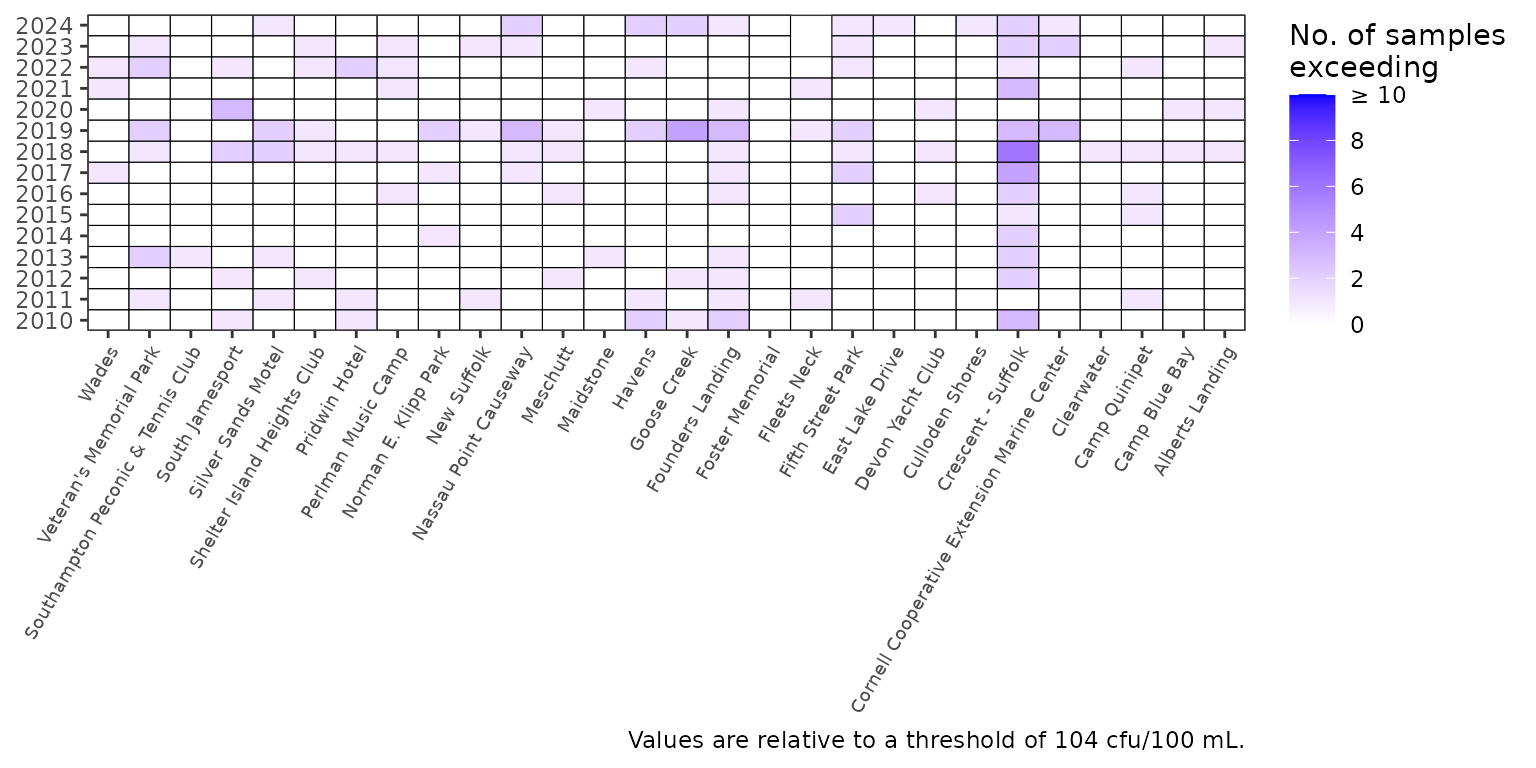 2024
2023
2022
2021
2020
2019
2018
2017
2016
2015
2014
2013
2012
2011
2010
Wades
Veteran's Memorial Park
Southampton Peconic & Tennis Club
South Jamesport
Silver Sands Motel
Shelter Island Heights Club
Pridwin Hotel
Perlman Music Camp
Norman E. Klipp Park
New Suffolk
Nassau Point Causeway
Meschutt
Maidstone
Havens
Goose Creek
Founders Landing
Foster Memorial
Fleets Neck
Fifth Street Park
East Lake Drive
Devon Yacht Club
Culloden Shores
Crescent - Suffolk
Cornell Cooperative Extension Marine Center
Clearwater
Camp Quinipet
Camp Blue Bay
Alberts Landing
No. of samples
exceeding
≥ 10
8
6
4
2
0
Values are relative to a threshold of 104 cfu/100 mL.